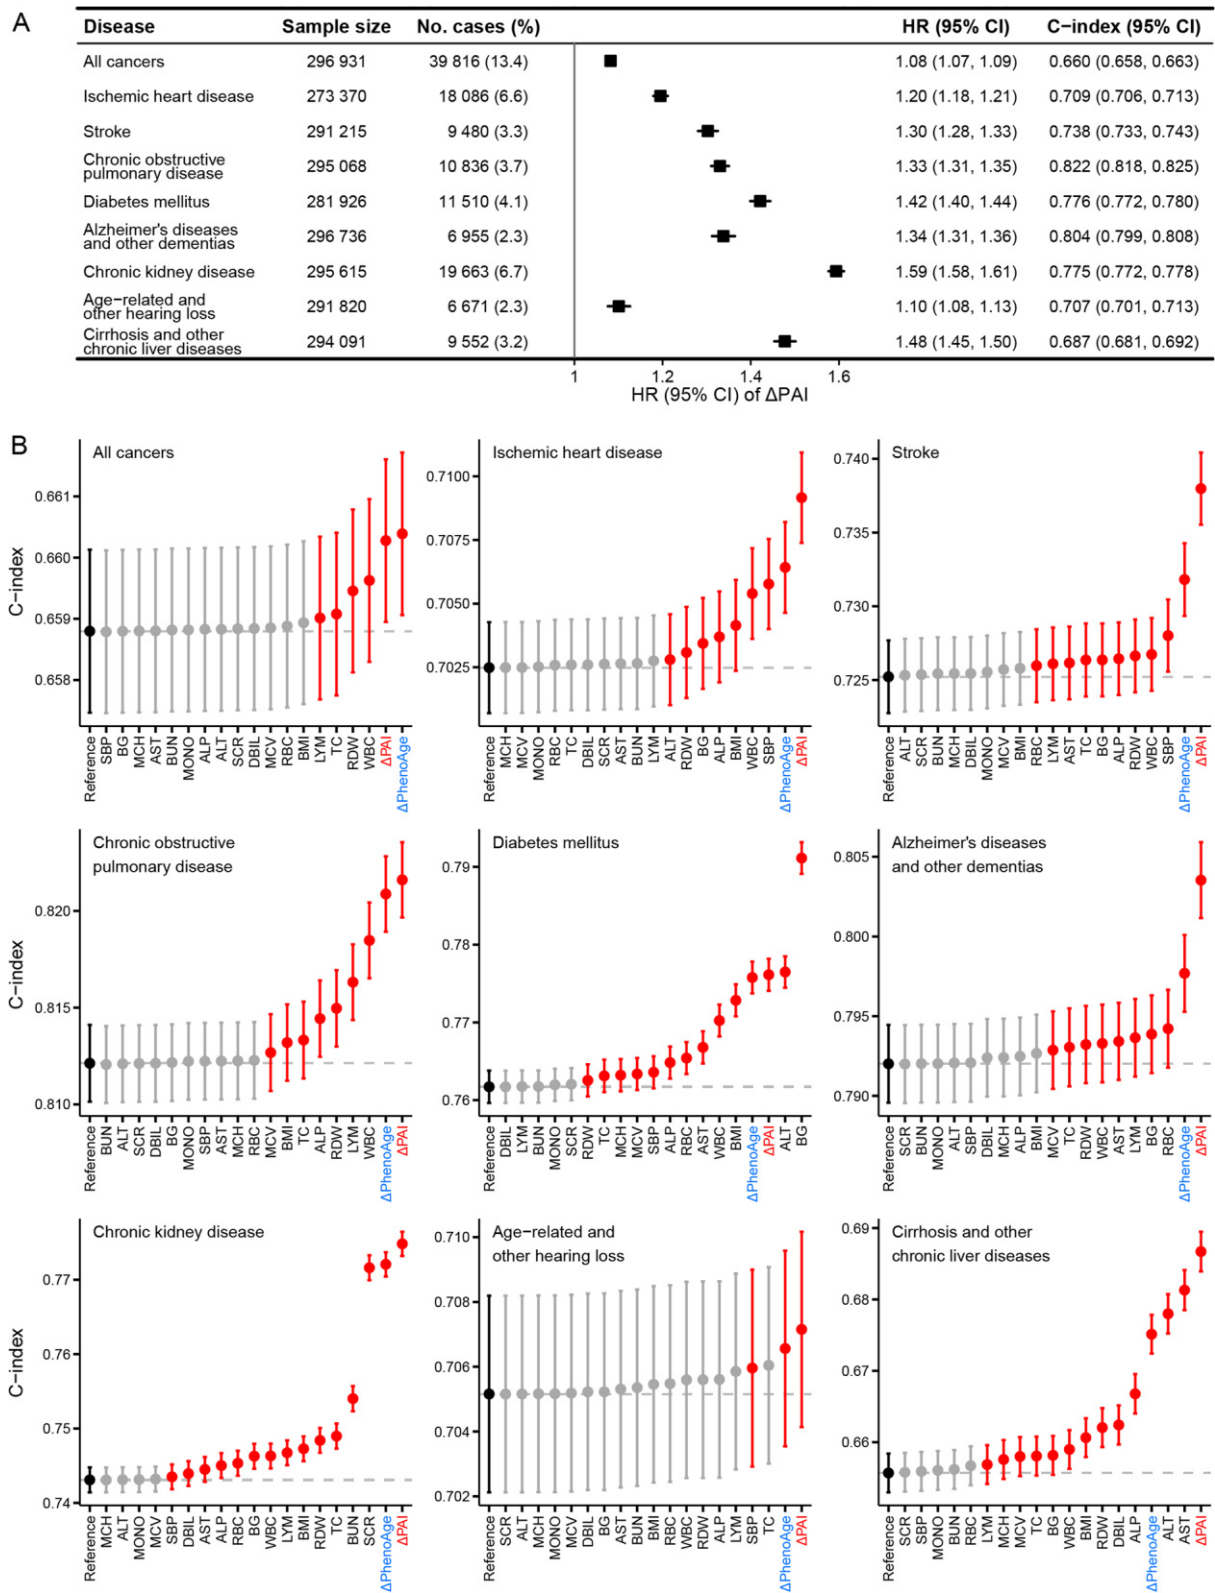 A
Disease Sample size No. cases (%) HR (95% CI) C−index (95% CI)
All cancers 296 931 39 816 (13.4) 1.08 (1.07, 1.09) 0.660 (0.658, 0.663)
Ischemic heart disease 273 370 18 086 (6.6) 1.20 (1.18, 1.21) 0.709 (0.706, 0.713)
Stroke 291 215 9 480 (3.3) 1.30 (1.28, 1.33) 0.738 (0.733, 0.743)
Chronic obstructive
pulmonary disease 295 068 10 836 (3.7) 1.33 (1.31, 1.35) 0.822 (0.818, 0.825)
Diabetes mellitus 281 926 11 510 (4.1) 1.42 (1.40, 1.44) 0.776 (0.772, 0.780)
Alzheimer's diseases
and other dementias 296 736 6 955 (2.3) 1.34 (1.31, 1.36) 0.804 (0.799, 0.808)
Chronic kidney disease 295 615 19 663 (6.7) 1.59 (1.58, 1.61) 0.775 (0.772, 0.778)
Age−related and
other hearing loss 291 820 6 671 (2.3) 1.10 (1.08, 1.13) 0.707 (0.701, 0.713)
Cirrhosis and other
chronic liver diseases 294 091 9 552 (3.2) 1.48 (1.45, 1.50) 0.687 (0.681, 0.692)
1 1.2 1.4 1.6
HR (95% CI) of ΔPAI
B
All cancers
C−index
0.661
0.660
0.659
0.658
Reference SBP BG MCH AST BUN MONO ALP ALT SCR DBIL MCV RBC BMI LYM TC RDW WBC ΔPAI ΔPhenoAge
Ischemic heart disease
0.7100
0.7075
0.7050
0.7025
Reference MCH MCV MONO RBC TC DBIL SCR AST BUN LYM ALT RDW BG ALP BMI WBC SBP ΔPhenoAge ΔPAI
Stroke
0.740
0.735
0.730
0.725
Reference ALT SCR BUN MCH DBIL MONO MCV BMI RBC LYM AST TC BG ALP RDW WBC SBP ΔPhenoAge ΔPAI
Chronic obstructive
pulmonary disease
C−index
0.820
0.815
0.810
Reference BUN ALT SCR DBIL BG MONO SBP AST MCH RBC MCV BMI TC ALP RDW LYM WBC ΔPhenoAge ΔPAI
Diabetes mellitus
0.79
0.78
0.77
0.76
Reference DBIL LYM BUN MONO SCR RDW TC MCH MCV SBP ALP RBC AST WBC BMI ΔPhenoAge ΔPAI ALT BG
Alzheimer's diseases
and other dementias
0.805
0.800
0.795
0.790
Reference SCR BUN MONO ALT SBP DBIL MCH ALP BMI MCV TC RDW WBC AST LYM BG RBC ΔPhenoAge ΔPAI
Chronic kidney disease
C−index
0.77
0.76
0.75
0.74
Reference MCH ALT MONO MCV SBP DBIL AST ALP RBC BG WBC LYM BMI RDW TC BUN SCR ΔPhenoAge ΔPAI
Age−related and
other hearing loss
0.710
0.708
0.706
0.704
0.702
Reference SCR ALT MCH MONO MCV DBIL BG AST BUN BMI RBC WBC RDW ALP LYM SBP TC ΔPhenoAge ΔPAI
Cirrhosis and other
chronic liver diseases
0.69
0.68
0.67
0.66
Reference SCR MONO BUN RBC LYM MCH MCV TC BG WBC BMI RDW DBIL ALP ΔPhenoAge ALT AST ΔPAI